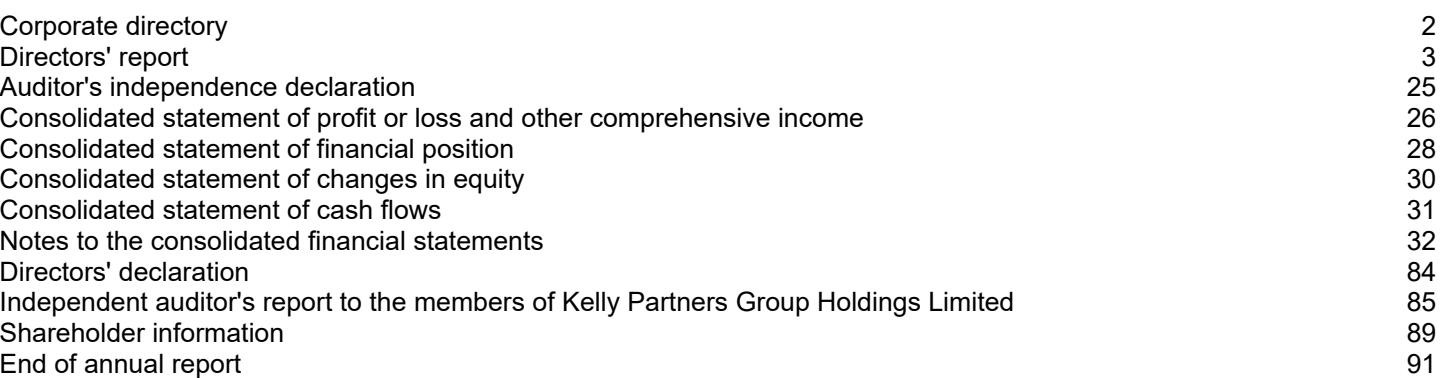 Corporate directory 2
Directors' report 3
Auditor's independence declaration 25
Consolidated statement of profit or loss and other comprehensive income 26
Consolidated statement of financial position 28
Consolidated statement of changes in equity 30
Consolidated statement of cash flows 31
Notes to the consolidated financial statements 32
Directors' declaration 84
Independent auditor's report to the members of Kelly Partners Group Holdings Limited 85
Shareholder information 89
End of annual report 91